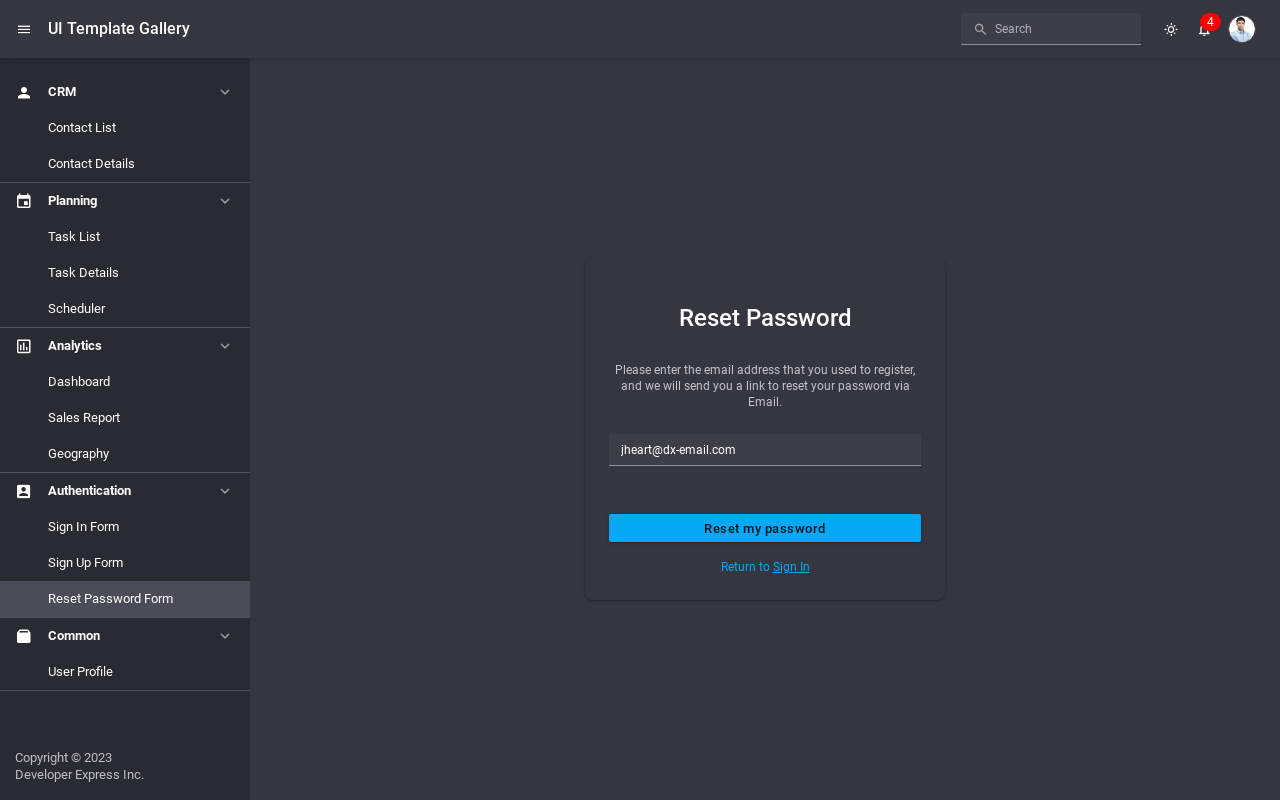 UI Template Gallery
Search
4
CRM
Contact List
Contact Details
Planning
Task List
Task Details
Scheduler
Analytics
Dashboard
Sales Report
Geography
Authentication
Sign In Form
Sign Up Form
Reset Password Form
Common
User Profile
Copyright © 2023
Developer Express Inc.
Reset Password
Please enter the email address that you used to register,
and we will send you a link to reset your password via
Email.
jheart@dx-email.com
Reset my password
Return to Sign In